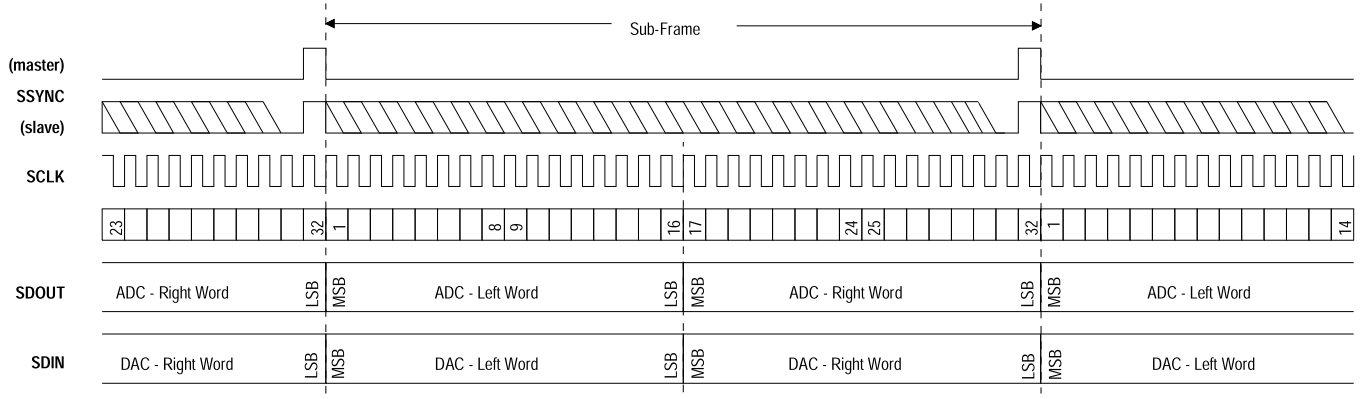 Sub-Frame
(master)
SSYNC
(slave)
SCLK
23 32 1 8 9 16 17 24 25 32 1 14
SDOUT ADC - Right Word LSB MSB ADC - Left Word LSB MSB ADC - Right Word LSB MSB ADC - Left Word
SDIN DAC - Right Word LSB MSB DAC - Left Word LSB MSB DAC - Right Word LSB MSB DAC - Left Word